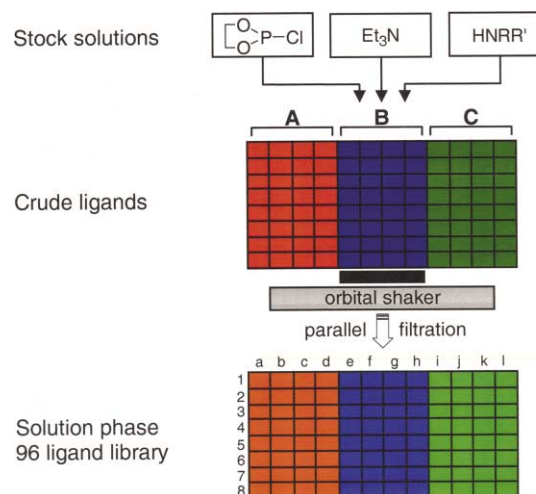 Stock solutions
O
O
P-Cl
Et₃N
HNRR'
A B C
Crude ligands
orbital shaker
parallel filtration
a b c d e f g h i j k l
1
2
3
4
5
6
7
8
Solution phase
96 ligand library